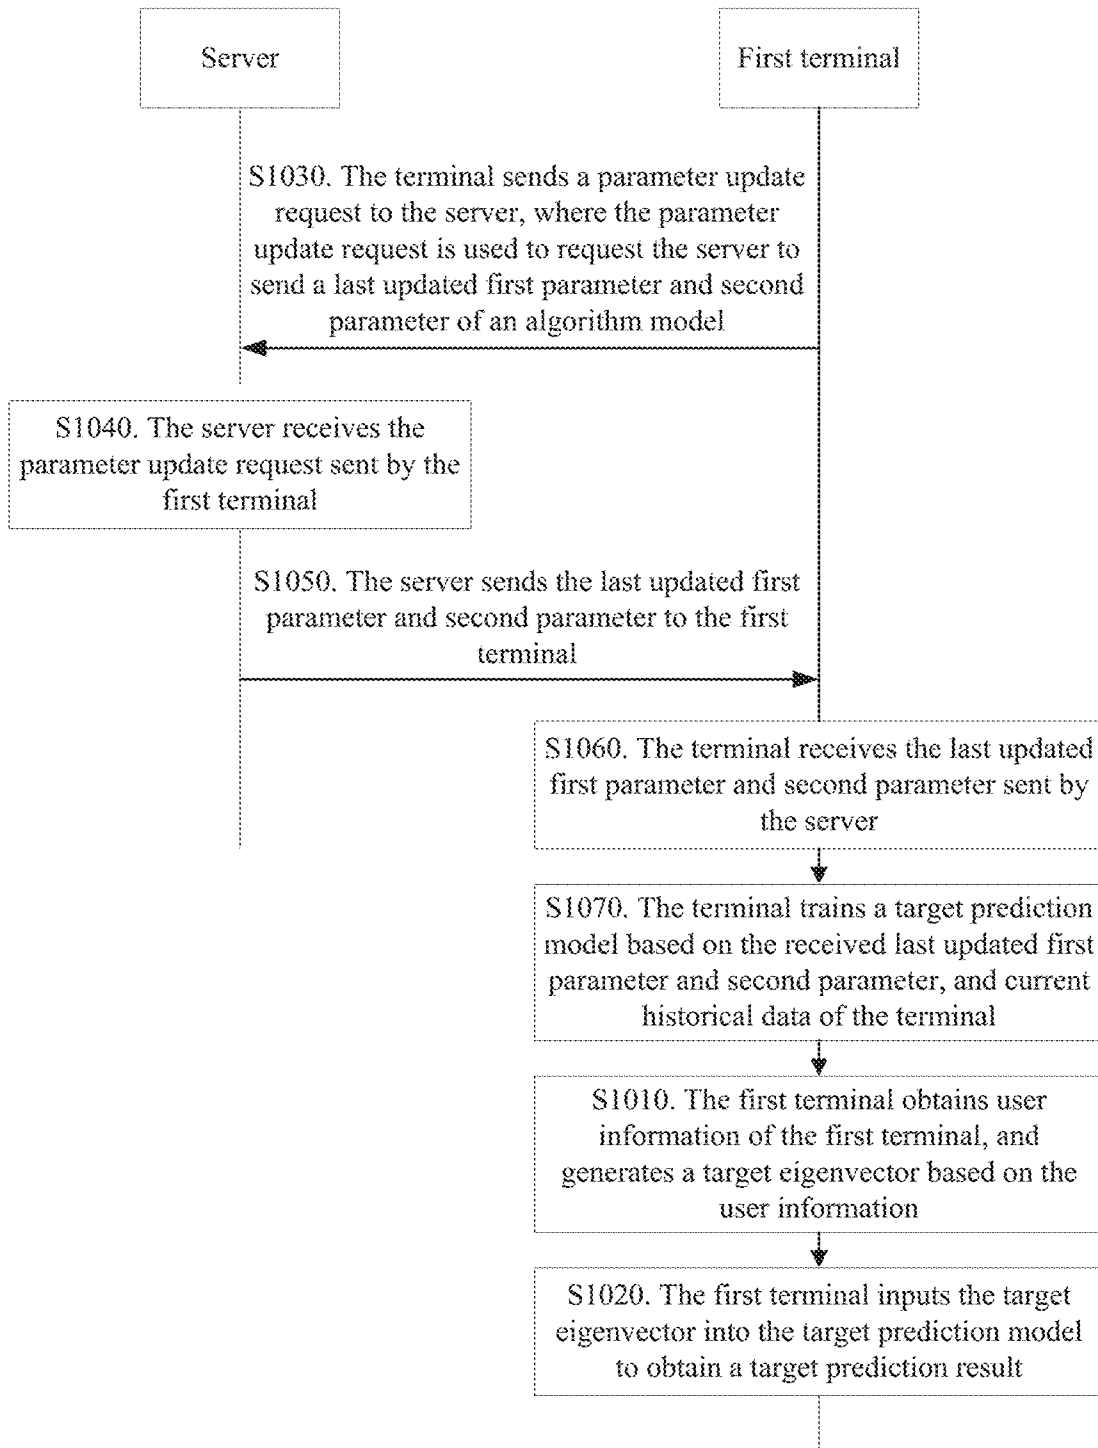 Server
First terminal
S1030. The terminal sends a parameter update
request to the server, where the parameter
update request is used to request the server to
send a last updated first parameter and second
parameter of an algorithm model
S1040. The server receives the
parameter update request sent by the
first terminal
S1050. The server sends the last updated first
parameter and second parameter to the first
terminal
S1060. The terminal receives the last updated
first parameter and second parameter sent by
the server
S1070. The terminal trains a target prediction
model based on the received last updated first
parameter and second parameter, and current
historical data of the terminal
S1010. The first terminal obtains user
information of the first terminal, and
generates a target eigenvector based on the
user information
S1020. The first terminal inputs the target
eigenvector into the target prediction model
to obtain a target prediction result